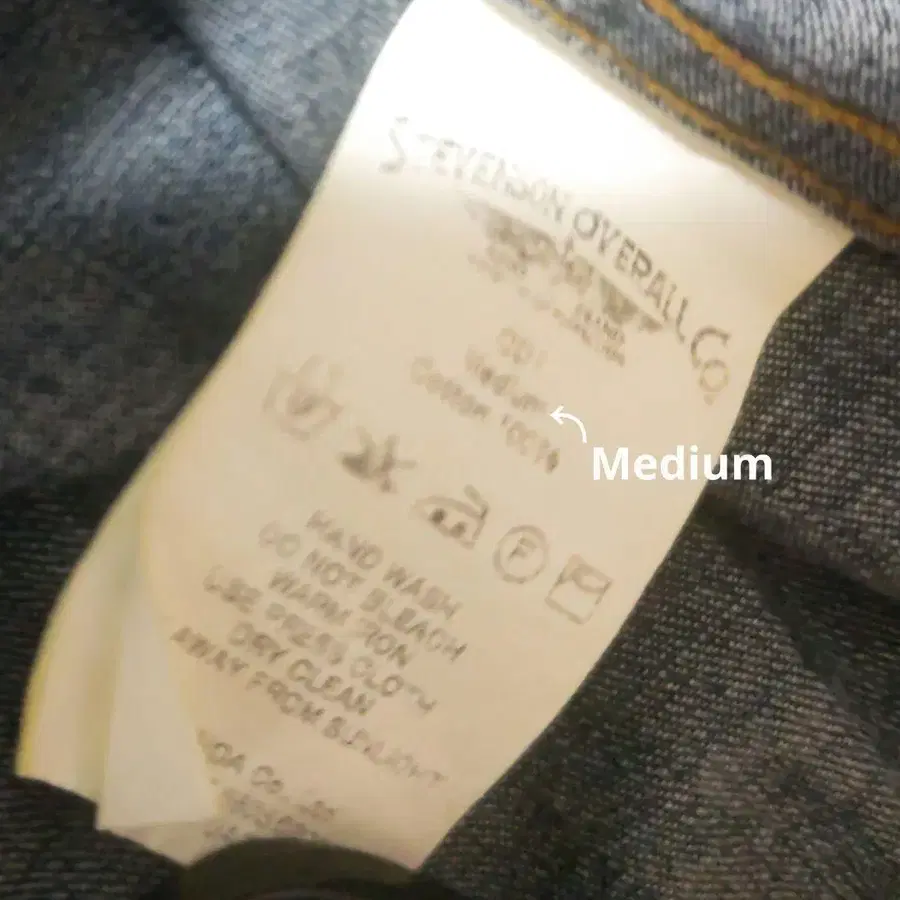 STEVENSON OVERALL CO
Medium
Cotton 100%
Medium
F
HAND WASH
DO NOT BLEACH
WARM IRON
USE PRESS CLOTH
DRY CLEAN
AWAY FROM SUNLIGHT